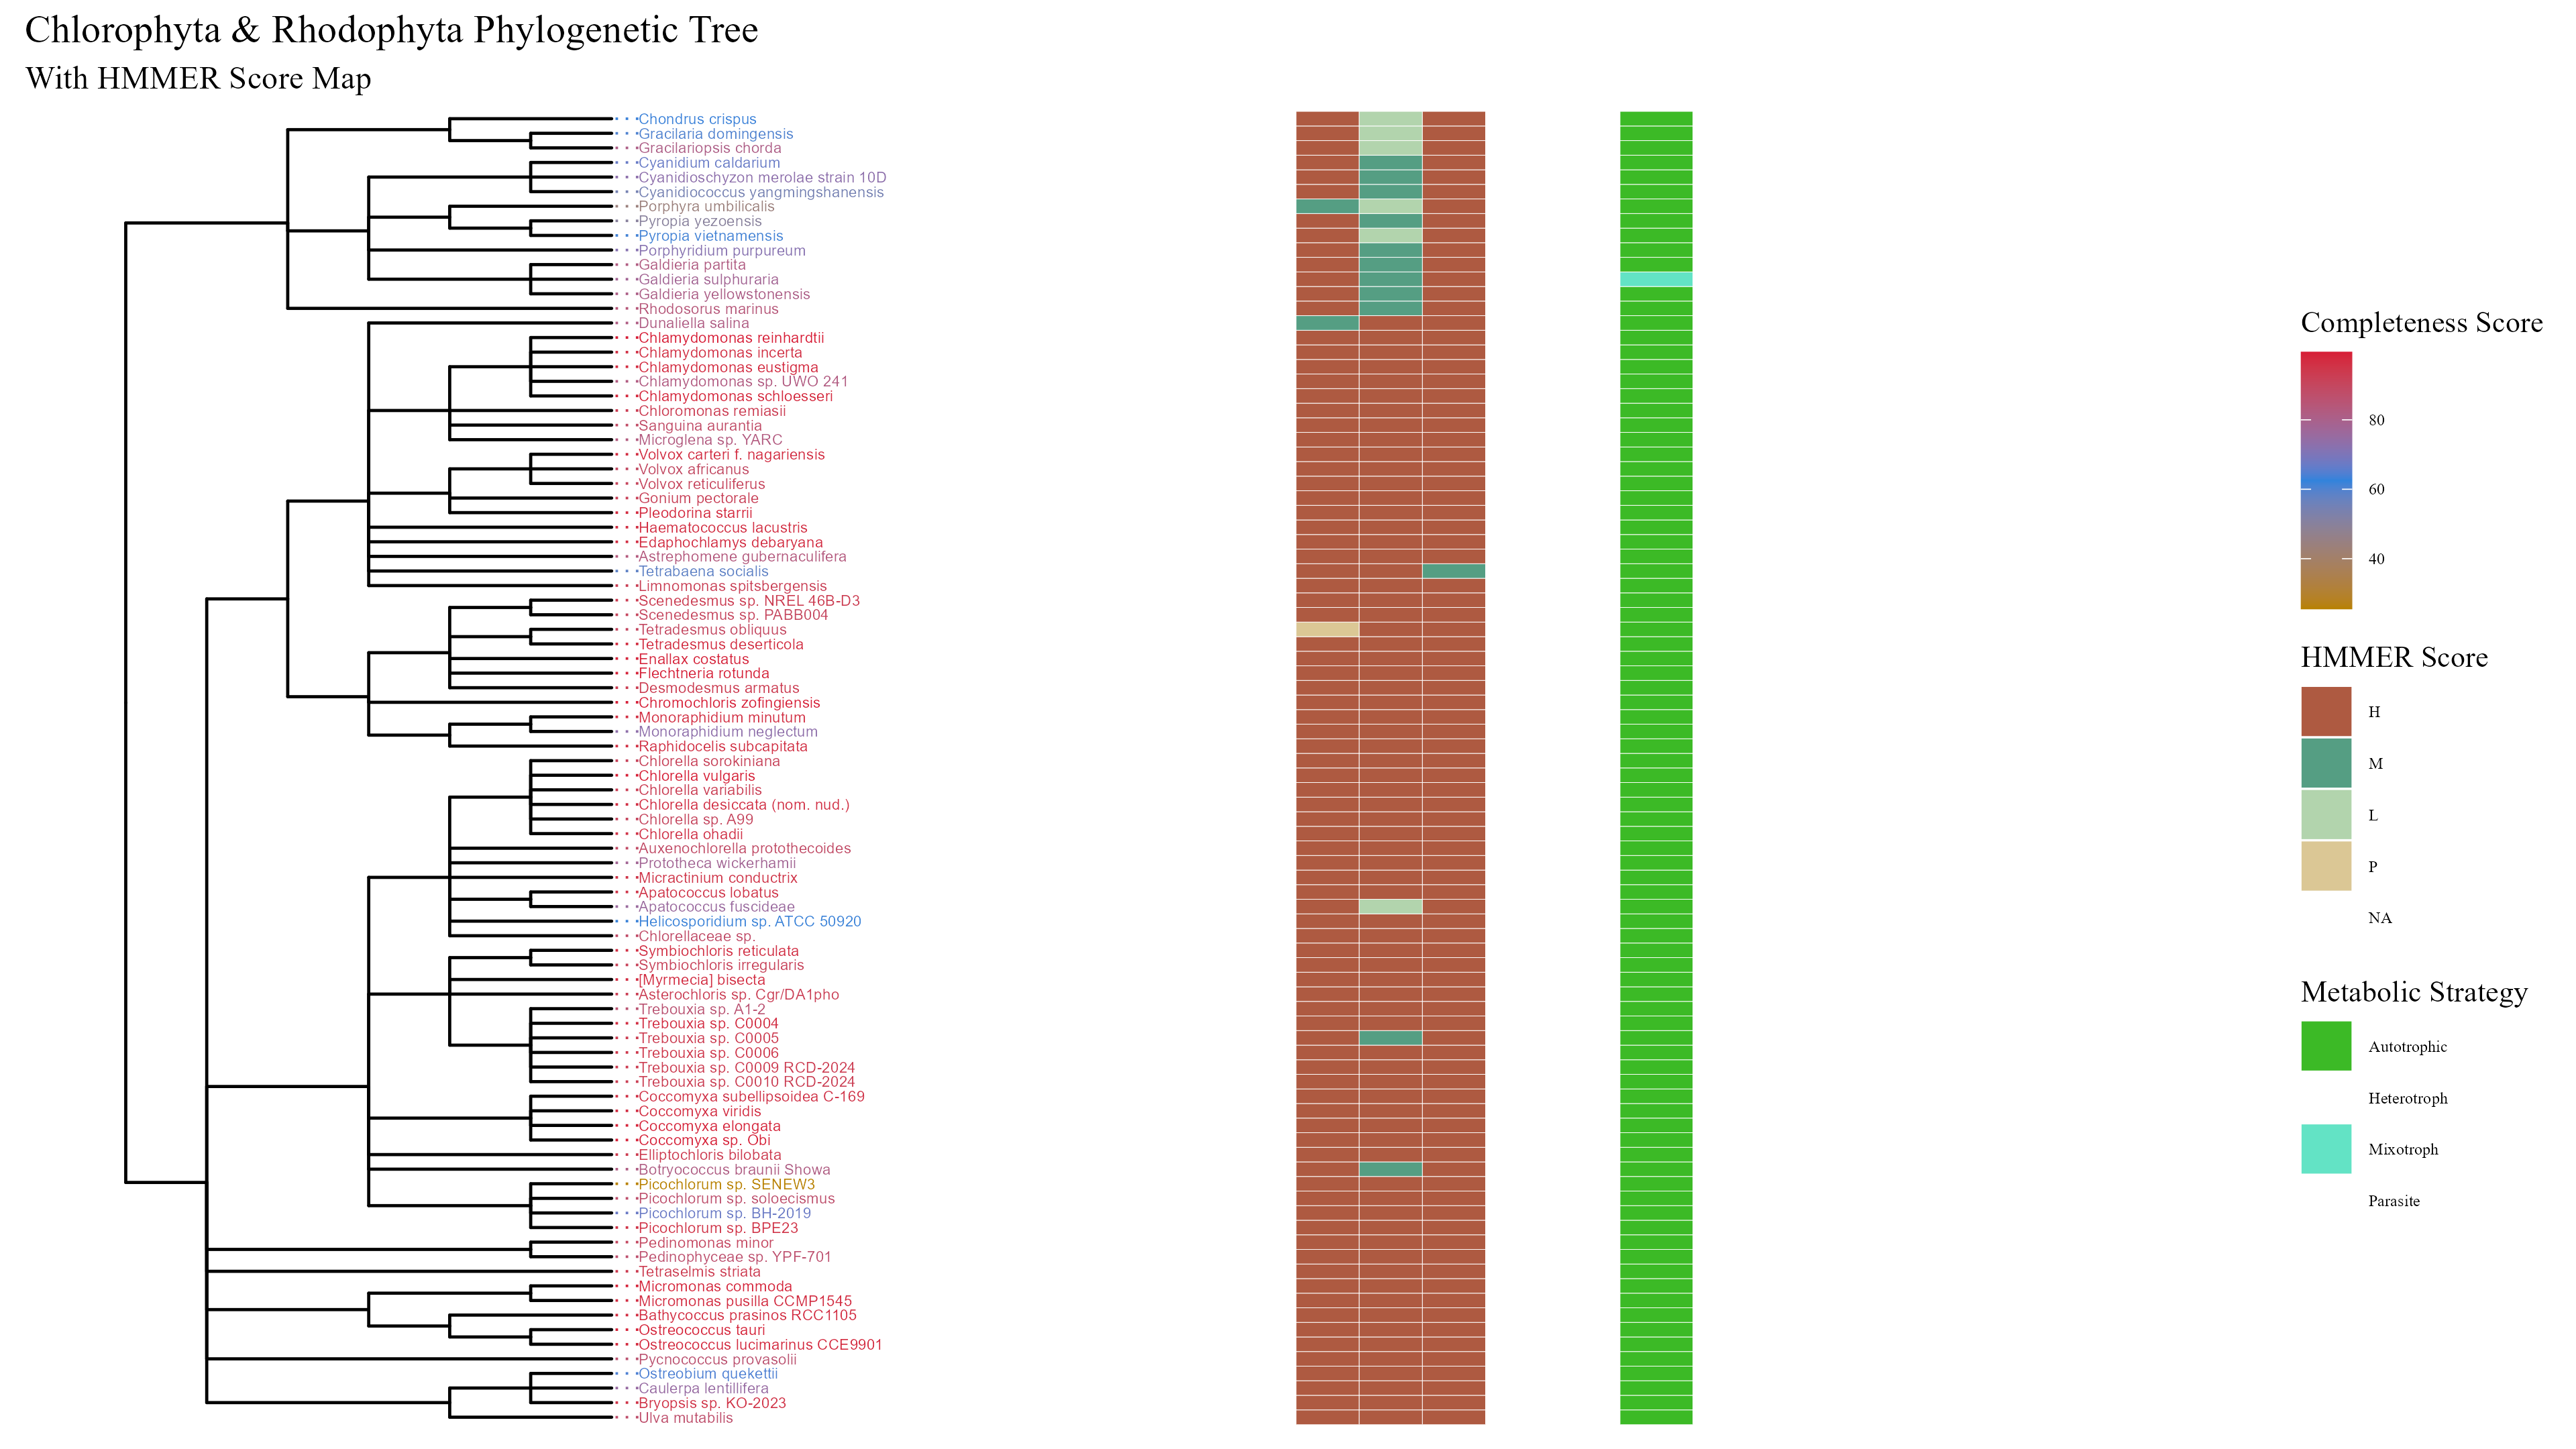 Chlorophyta & Rhodophyta Phylogenetic Tree
With HMMER Score Map
Chondrus crispus
Gracilaria domingensis
Gracilariopsis chorda
Cyanidium caldarium
Cyanidioschyzon merolae strain 10D
Cyanidiococcus yangmingshanensis
Porphyra umbilicalis
Pyropia yezoensis
Pyropia vietnamensis
Porphyridium purpureum
Galdieria partita
Galdieria sulphuraria
Galdieria yellowstonensis
Rhodosorus marinus
Dunaliella salina
Chlamydomonas reinhardtii
Chlamydomonas incerta
Chlamydomonas eustigma
Chlamydomonas sp. UWO 241
Chlamydomonas schloesseri
Chloromonas remiasii
Sanguina aurantia
Microglena sp. YARC
Volvox carteri f. nagariensis
Volvox africanus
Volvox reticuliferus
Gonium pectorale
Pleodorina starrii
Haematococcus lacustris
Edaphochlamys debaryana
Astrephomene gubernaculifera
Tetrabaena socialis
Limnomonas spitsbergensis
Scenedesmus sp. NREL 46B-D3
Scenedesmus sp. PABB004
Tetradesmus obliquus
Tetradesmus deserticola
Enallax costatus
Flechtneria rotunda
Desmodesmus armatus
Chromochloris zofingiensis
Monoraphidium minutum
Monoraphidium neglectum
Raphidocelis subcapitata
Chlorella sorokiniana
Chlorella vulgaris
Chlorella variabilis
Chlorella desiccata (nom. nud.)
Chlorella sp. A99
Chlorella ohadii
Auxenochlorella protothecoides
Prototheca wickerhamii
Micractinium conductrix
Apatococcus lobatus
Apatococcus fuscideae
Helicosporidium sp. ATCC 50920
Chlorellaceae sp.
Symbiochloris reticulata
Symbiochloris irregularis
[Myrmecia] bisecta
Asterochloris sp. Cgr/DA1pho
Trebouxia sp. A1-2
Trebouxia sp. C0004
Trebouxia sp. C0005
Trebouxia sp. C0006
Trebouxia sp. C0009 RCD-2024
Trebouxia sp. C0010 RCD-2024
Coccomyxa subellipsoidea C-169
Coccomyxa viridis
Coccomyxa elongata
Coccomyxa sp. Obi
Elliptochloris bilobata
Botryococcus braunii Showa
Picochlorum sp. SENEW3
Picochlorum sp. soloecismus
Picochlorum sp. BH-2019
Picochlorum sp. BPE23
Pedinomonas minor
Pedinophyceae sp. YPF-701
Tetraselmis striata
Micromonas commoda
Micromonas pusilla CCMP1545
Bathycoccus prasinos RCC1105
Ostreococcus tauri
Ostreococcus lucimarinus CCE9901
Pycnococcus provasolii
Ostreobium quekettii
Caulerpa lentillifera
Bryopsis sp. KO-2023
Ulva mutabilis
Completeness Score
80
60
40
HMMER Score
H
M
L
P
NA
Metabolic Strategy
Autotrophic
Heterotroph
Mixotroph
Parasite